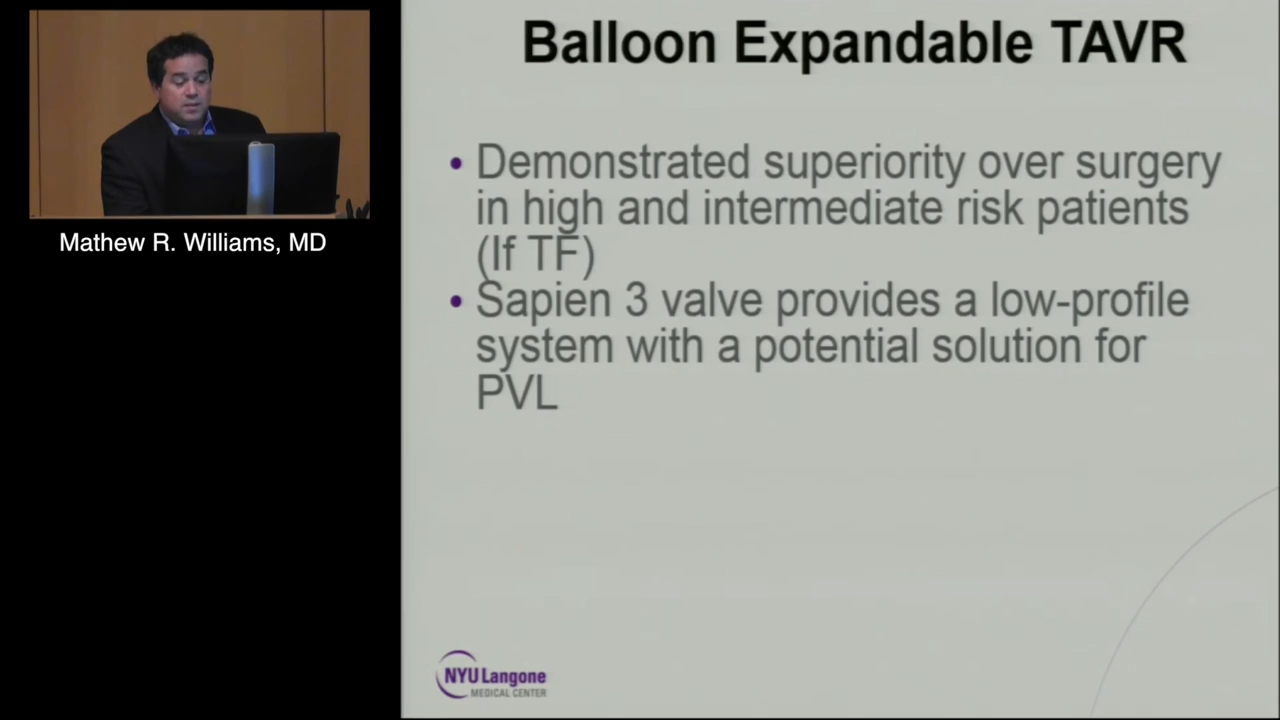 Balloon Expandable TAVR
Mathew R. Williams, MD
• Demonstrated superiority over surgery
in high and intermediate risk patients
(If TF)
• Sapien 3 valve provides a low-profile
system with a potential solution for
PVL
NYU Langone
MEDICAL CENTER